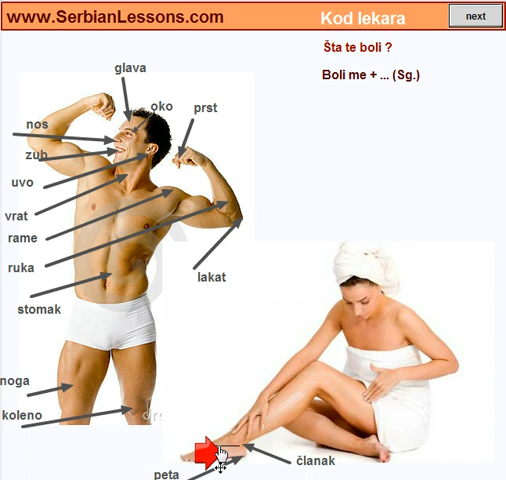 www.SerbianLessons.com
Kod lekara
next
Šta te boli ?
Boli me + ... (Sg.)
glava
oko
prst
nos
zub
uvo
vrat
rame
ruka
lakat
stomak
noga
koleno
članak
peta